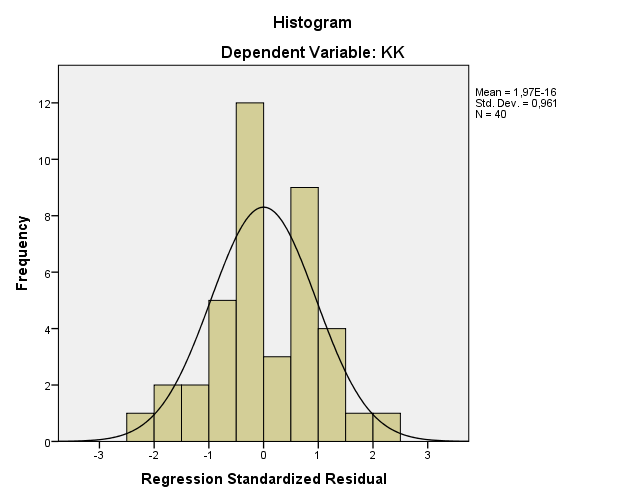 Histogram
Dependent Variable: KK
Mean = 1,97E-16
Std. Dev. = 0,961
N = 40
Frequency
12
10
8
6
4
2
0
-3 -2 -1 0 1 2 3
Regression Standardized Residual